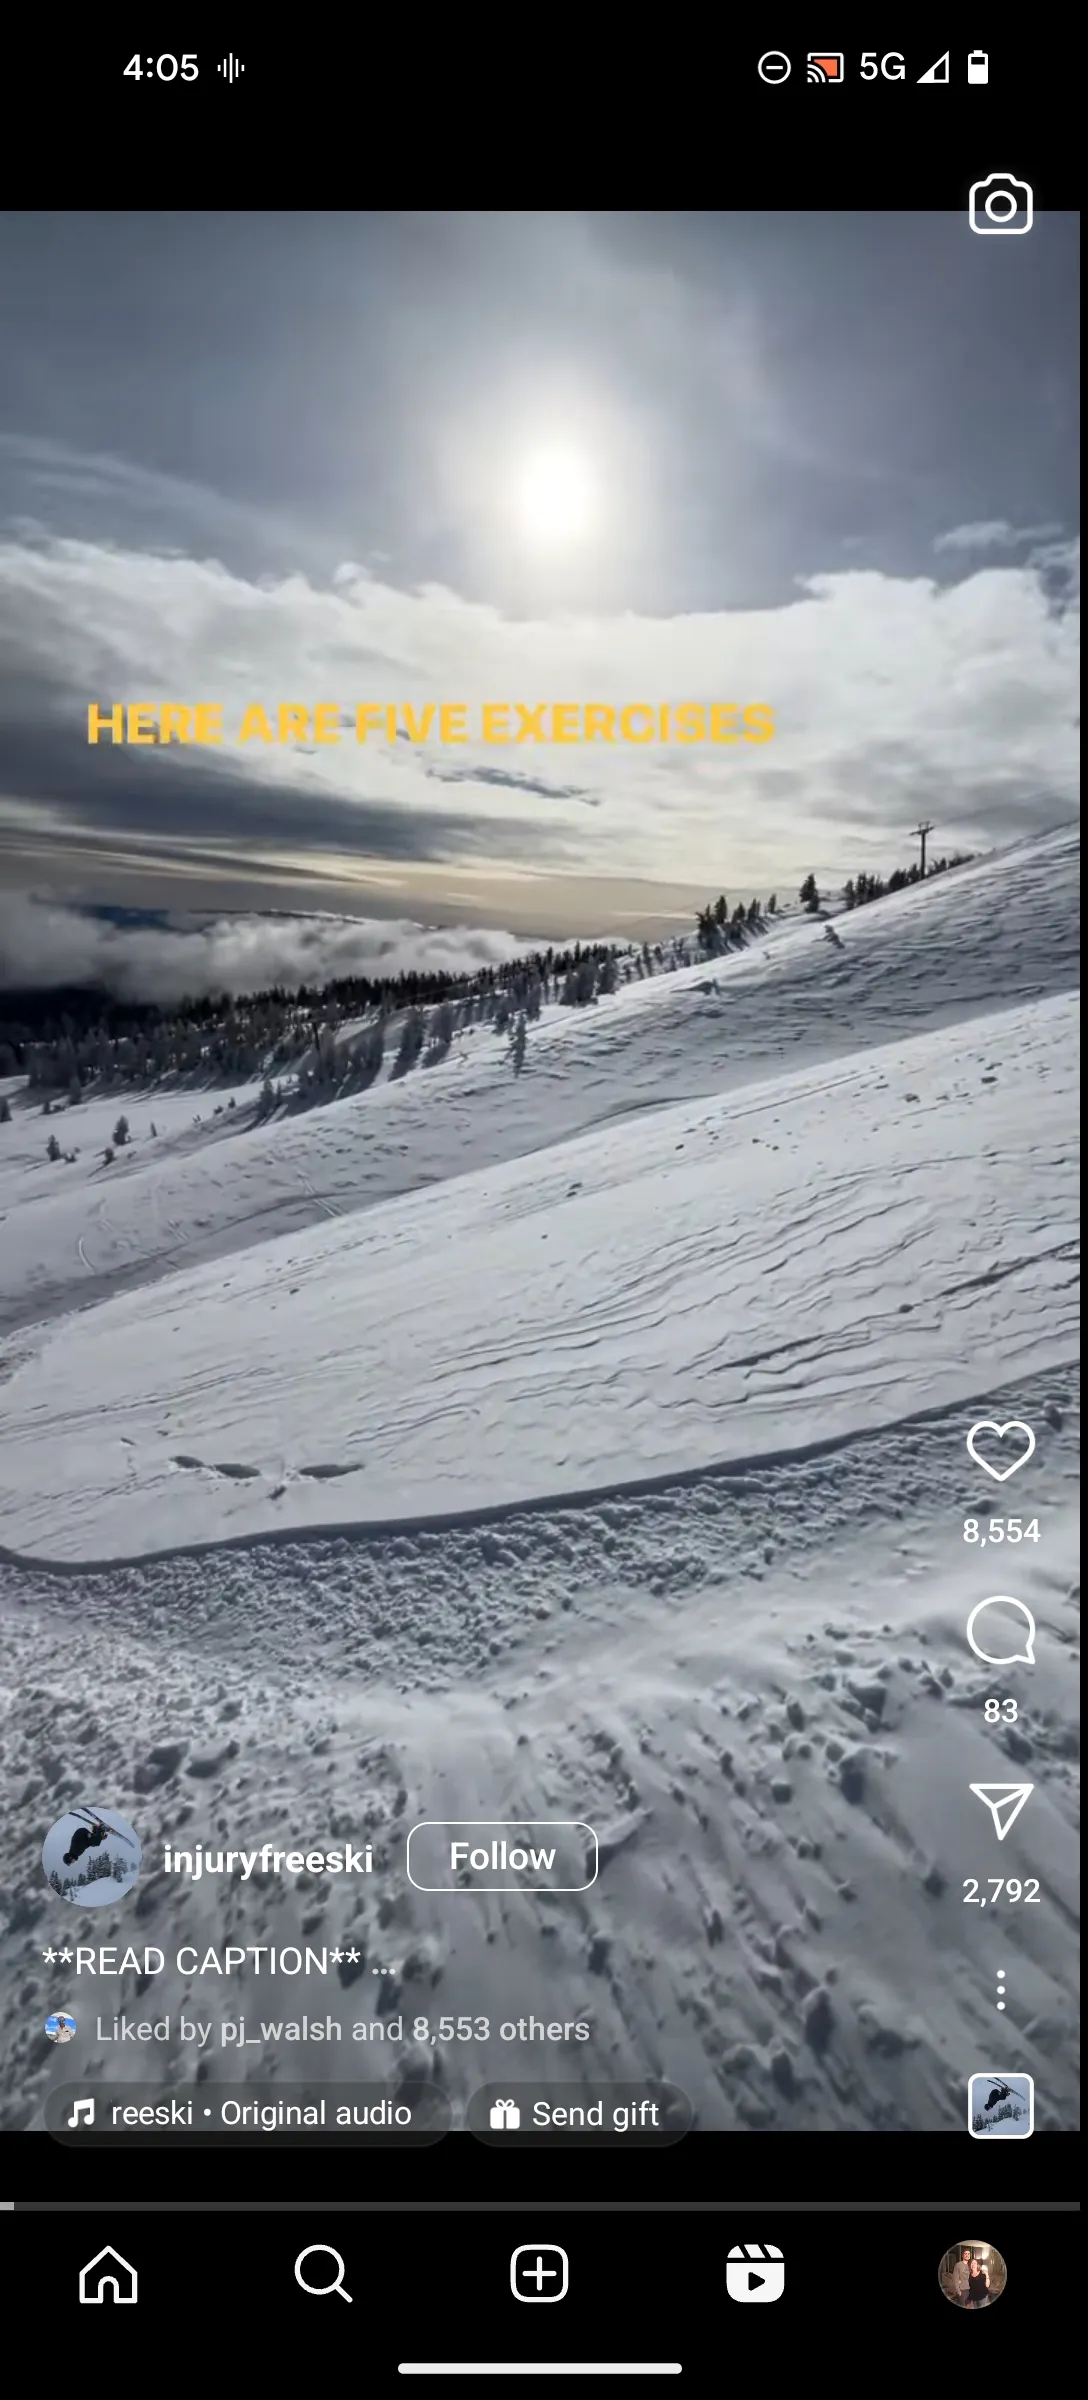 4:05
5G
HERE ARE FIVE EXERCISES
8,554
83
2,792
injuryfreeski
Follow
**READ CAPTION** ...
Liked by pj_walsh and 8,553 others
reeski • Original audio
Send gift